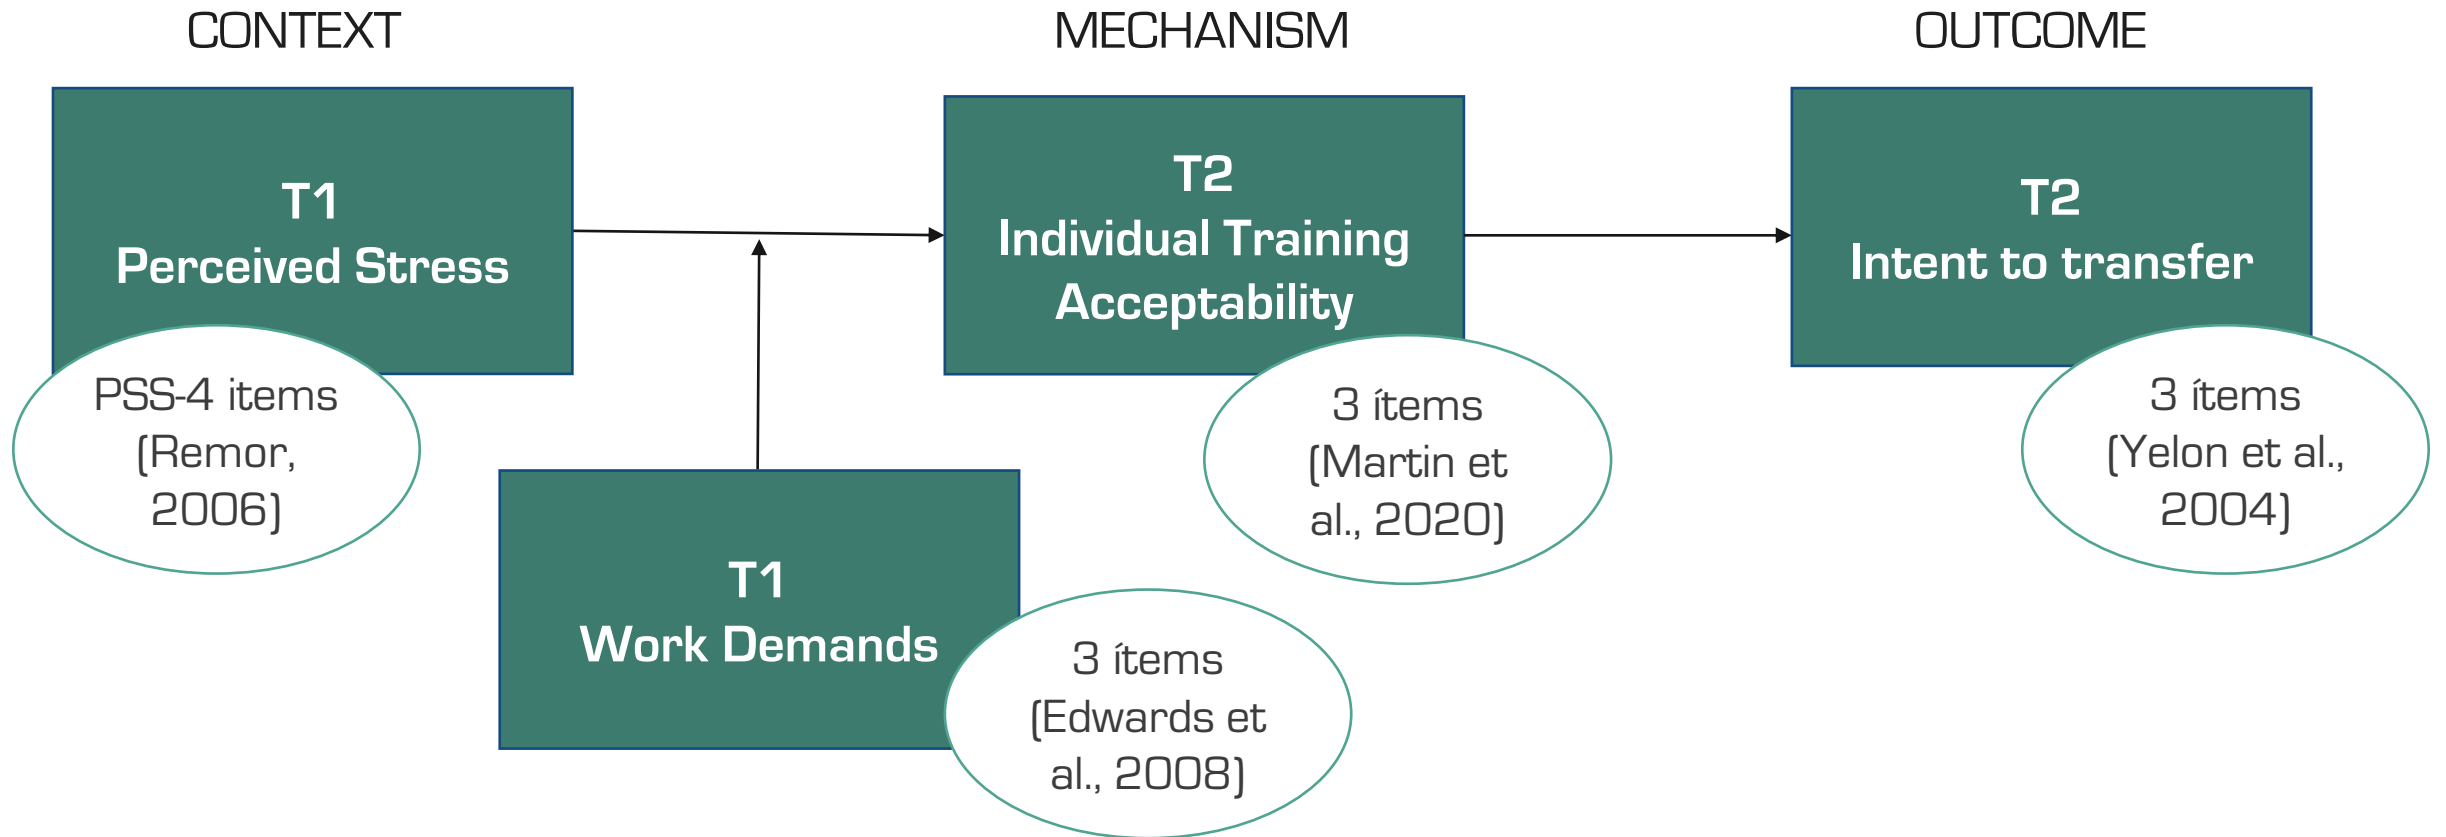 CONTEXT
MECHANISM
OUTCOME
T1
Perceived Stress
PSS-4 items
(Remor,
2006)
T2
Individual Training
Acceptability
3 ítems
(Martin et
al., 2020)
T2
Intent to transfer
3 ítems
(Yelon et al.,
2004)
T1
Work Demands
3 ítems
(Edwards et
al., 2008)